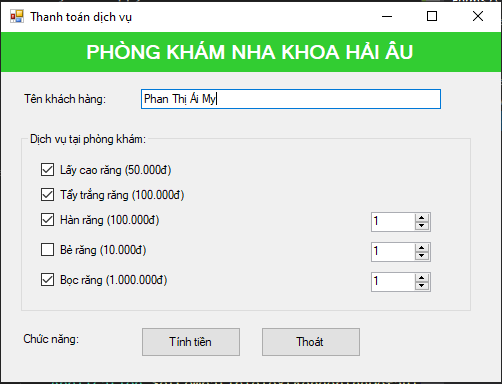 Thanh toán dịch vụ
PHÒNG KHÁM NHA KHOA HẢI ÂU
Tên khách hàng: Phan Thị Ái My
Dịch vụ tại phòng khám:
Lấy cao răng (50.000đ)
Tẩy trắng răng (100.000đ)
Hàn răng (100.000đ) 1
Bẻ răng (10.000đ) 1
Bọc răng (1.000.000đ) 1
Chức năng: Tính tiền Thoát